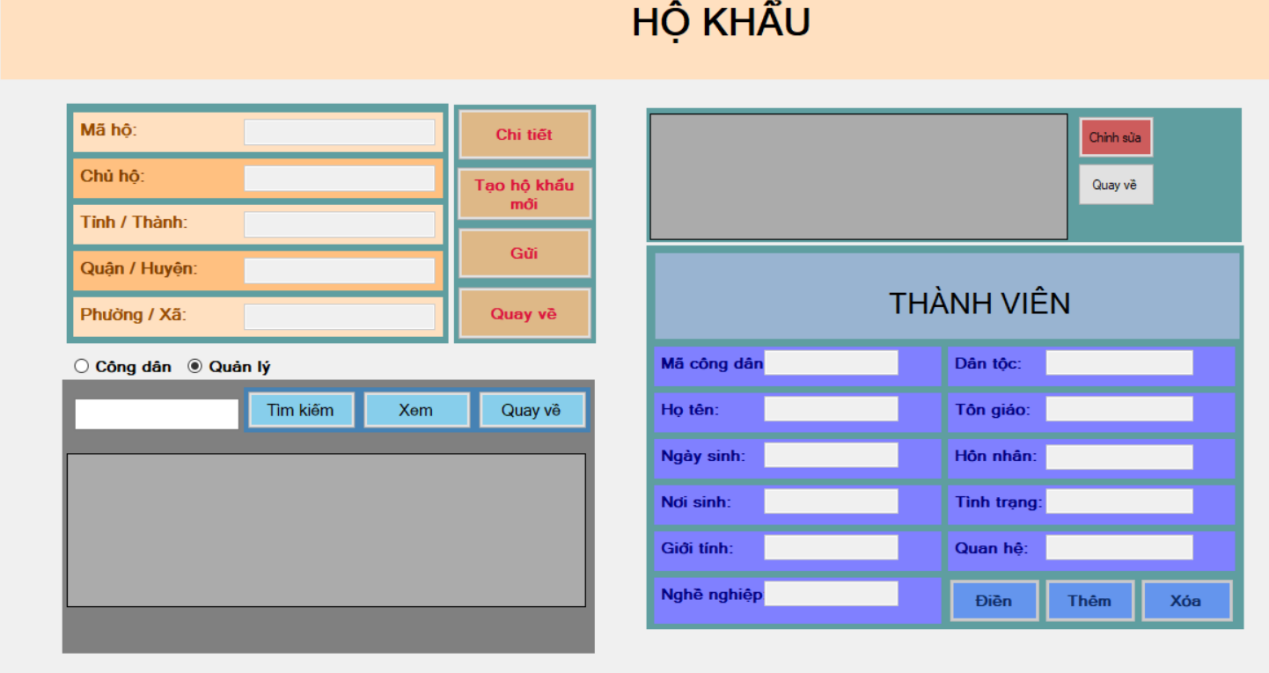 HỘ KHẨU
Mã hộ:
Chủ hộ:
Tỉnh / Thành:
Quận / Huyện:
Phường / Xã:
Chi tiết
Tạo hộ khẩu
mới
Gửi
Quay về
Công dân Quản lý
Tìm kiếm Xem Quay về
Chỉnh sửa
Quay về
THÀNH VIÊN
Mã công dân
Họ tên:
Ngày sinh:
Nơi sinh:
Giới tính:
Nghề nghiệp
Dân tộc:
Tôn giáo:
Hôn nhân:
Tình trạng:
Quan hệ:
Điền Thêm Xóa